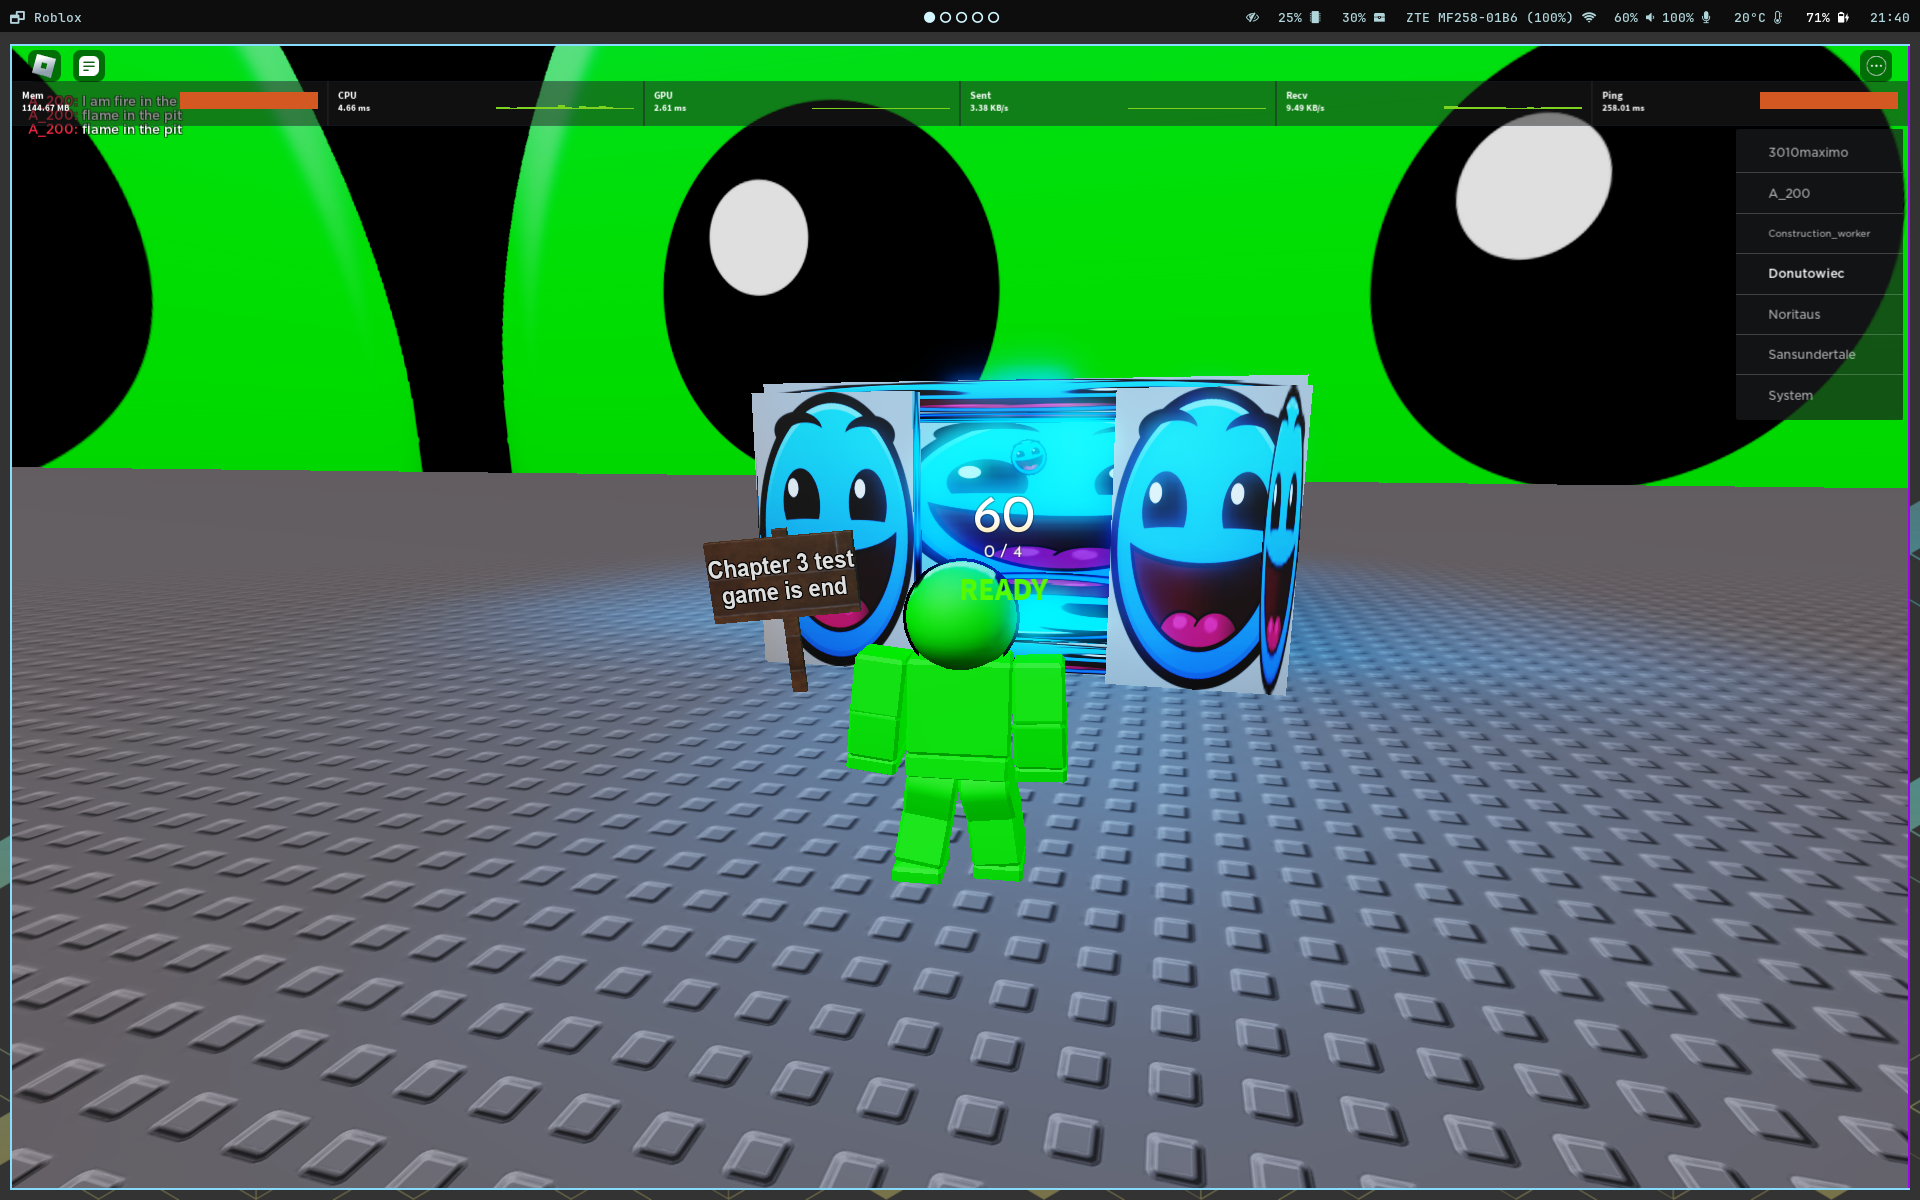 Roblox
25%
30%
ZTE MF258-01B6 (100%)
60%
100%
20°C
71%
21:40
Mem
1144.67 MB
CPU
4.66 ms
GPU
2.61 ms
Sent
3.38 KB/s
Recv
9.49 KB/s
Ping
258.01 ms
A_200: I am fire in the
A_200: flame in the pit
A_200: flame in the pit
3010maximo
A_200
Construction_worker
Donutowiec
Noritaus
Sansundertale
System
60
0 / 4
READY
Chapter 3 test
game is end